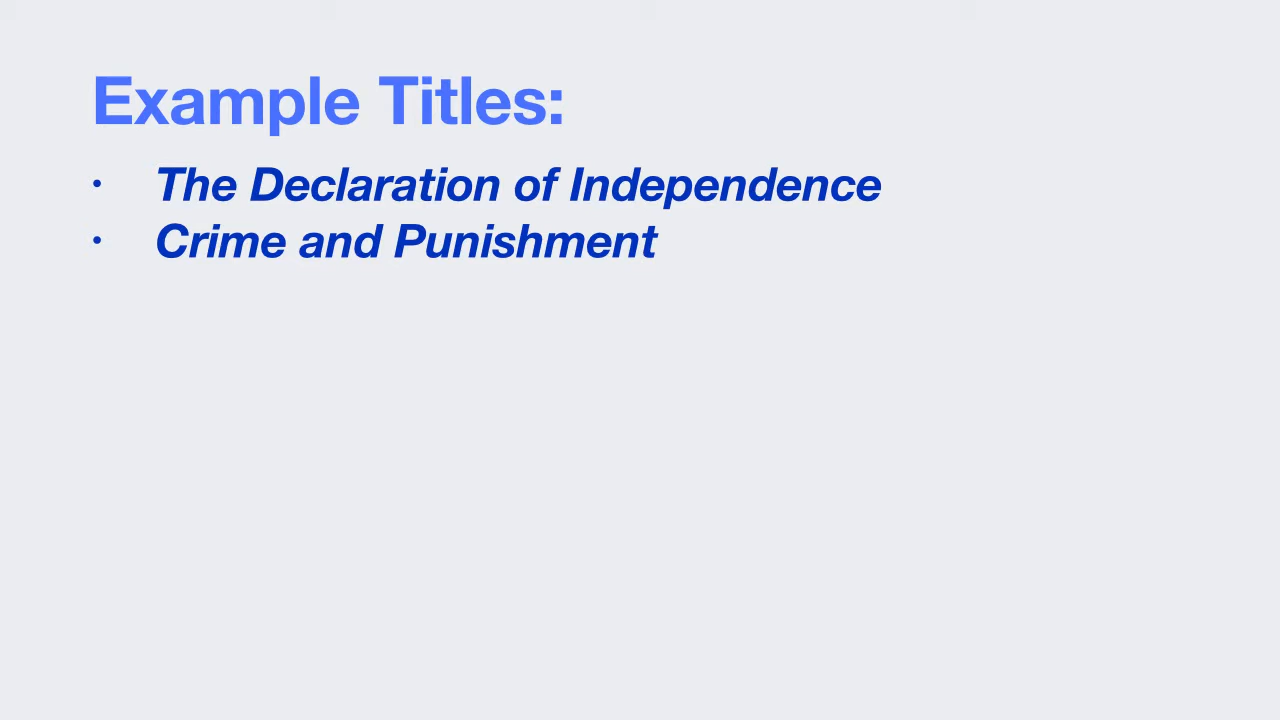 Example Titles:
• The Declaration of Independence
• Crime and Punishment